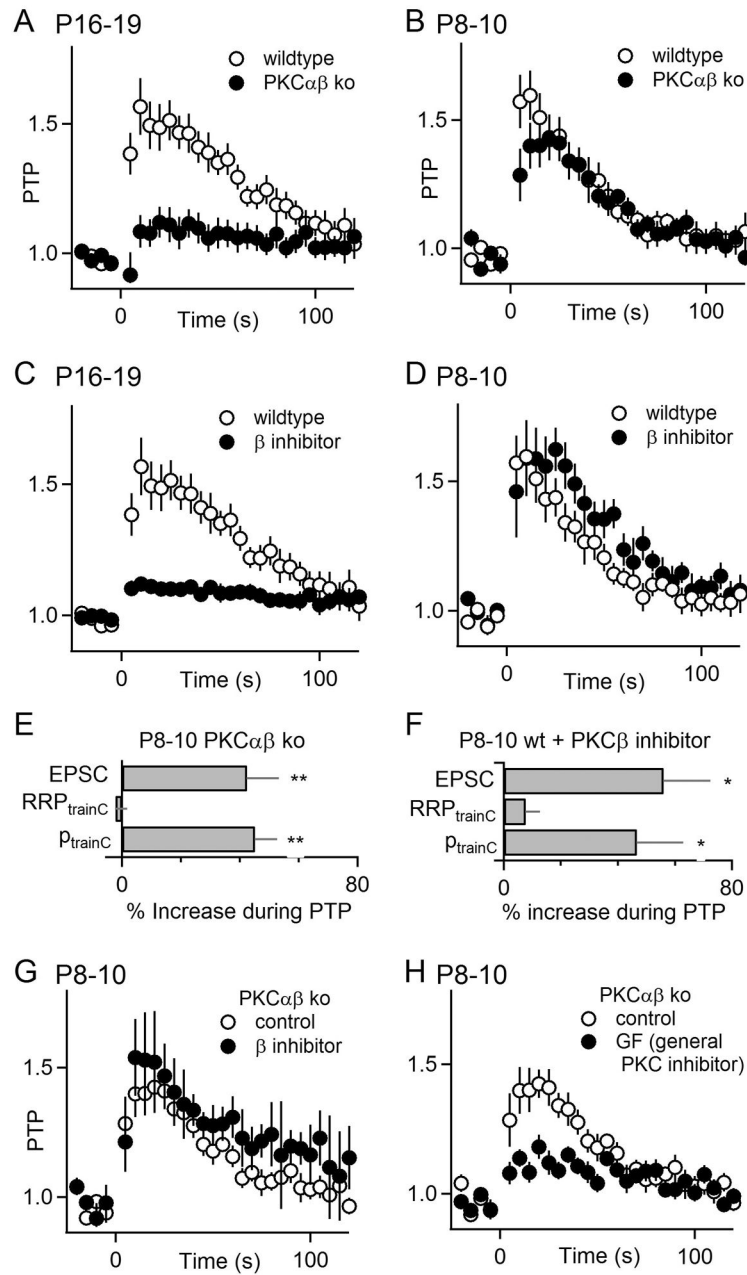 A P16-19
wildtype
PKCαβ ko
1.5
1.0
PTP
0
100
Time (s)
B P8-10
wildtype
PKCαβ ko
1.5
1.0
PTP
0
100
Time (s)
C P16-19
wildtype
β inhibitor
1.5
1.0
0
100
Time (s)
D P8-10
wildtype
β inhibitor
1.5
1.0
0
100
Time (s)
E
P8-10 PKCαβ ko
EPSC
**
RRPtrainC
ptrainC
**
0
80
% Increase during PTP
F
P8-10 wt + PKCβ inhibitor
EPSC
*
RRPtrainC
ptrainC
*
0
80
% increase during PTP
G P8-10
PKCαβ ko
control
β inhibitor
1.5
1.0
PTP
0
100
Time (s)
H P8-10
PKCαβ ko
control
GF (general
PKC inhibitor)
1.5
1.0
0
100
Time (s)